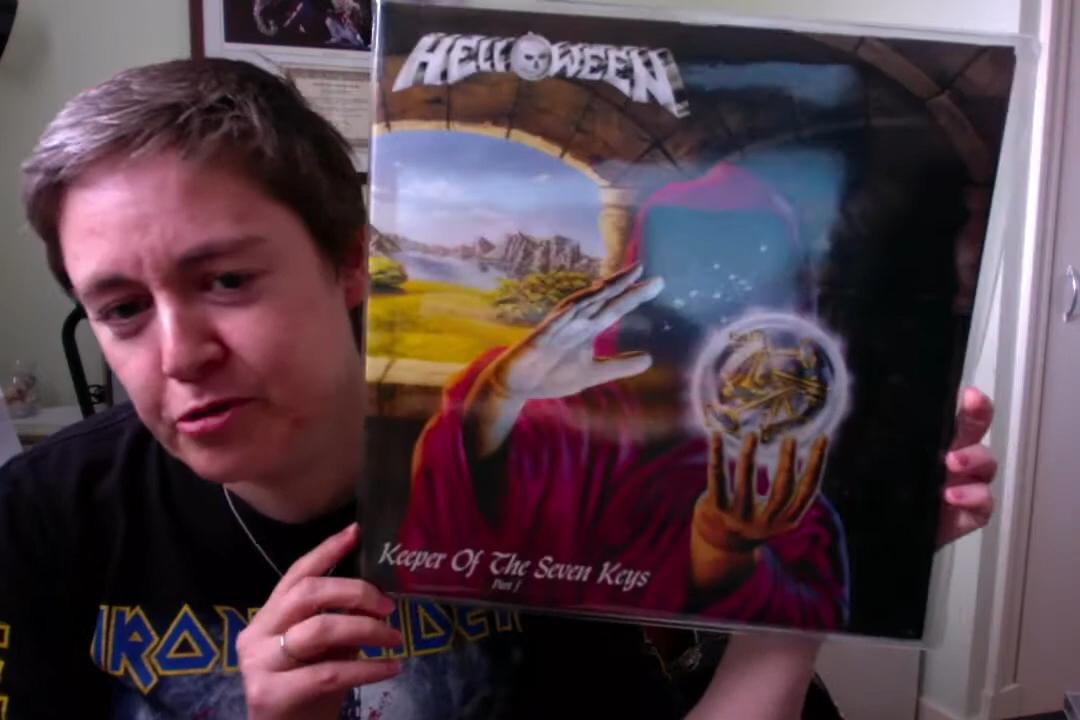 HELLOWEEN
Keeper Of The Seven Keys
Part I
IRON MAIDEN